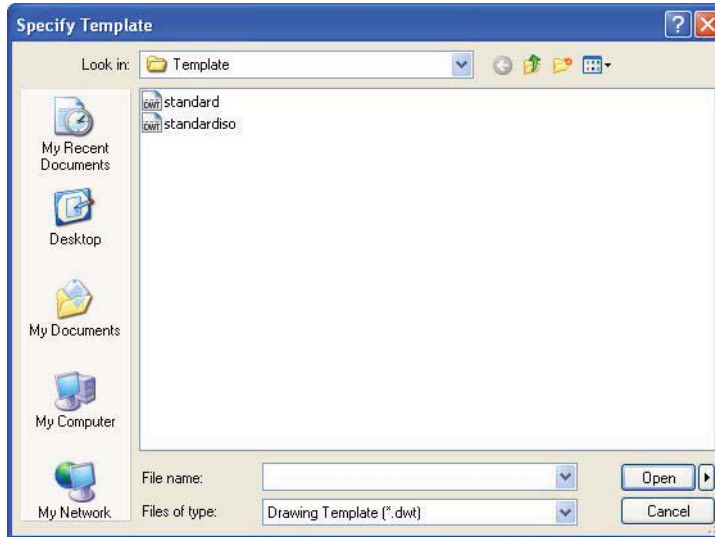 Specify Template
Look in: Template
DWT standard
DWT standardiso
My Recent
Documents
Desktop
My Documents
My Computer
My Network
File name:
Open
Files of type: Drawing Template (*.dwt)
Cancel